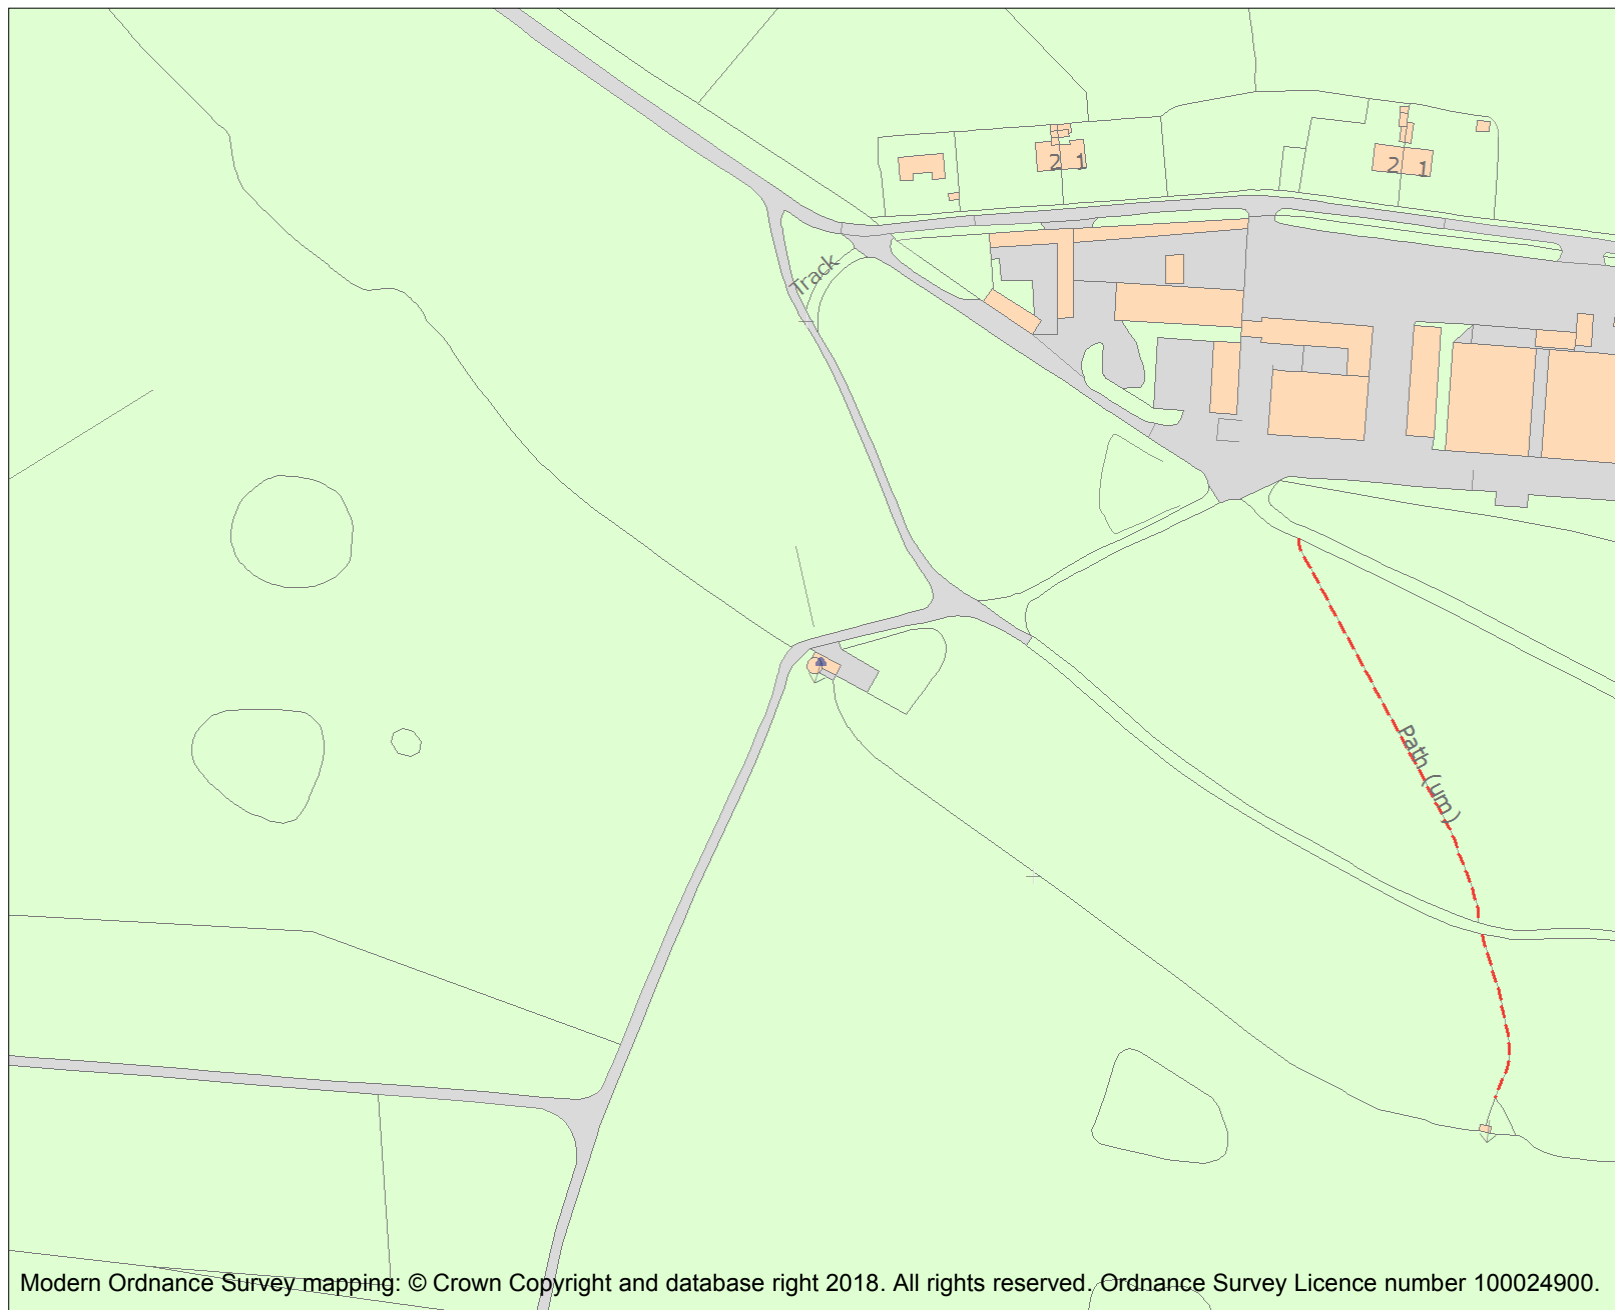 2 1
2 1
Track
Path (um)
Modern Ordnance Survey mapping: © Crown Copyright and database right 2018. All rights reserved. Ordnance Survey Licence number 100024900.